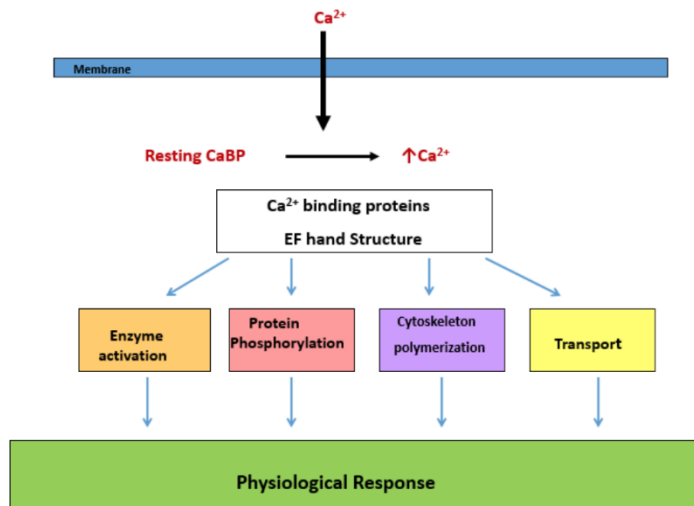 Ca²⁺
Membrane
Resting CaBP
↑Ca²⁺
Ca²⁺ binding proteins
EF hand Structure
Enzyme
activation
Protein
Phosphorylation
Cytoskeleton
polymerization
Transport
Physiological Response